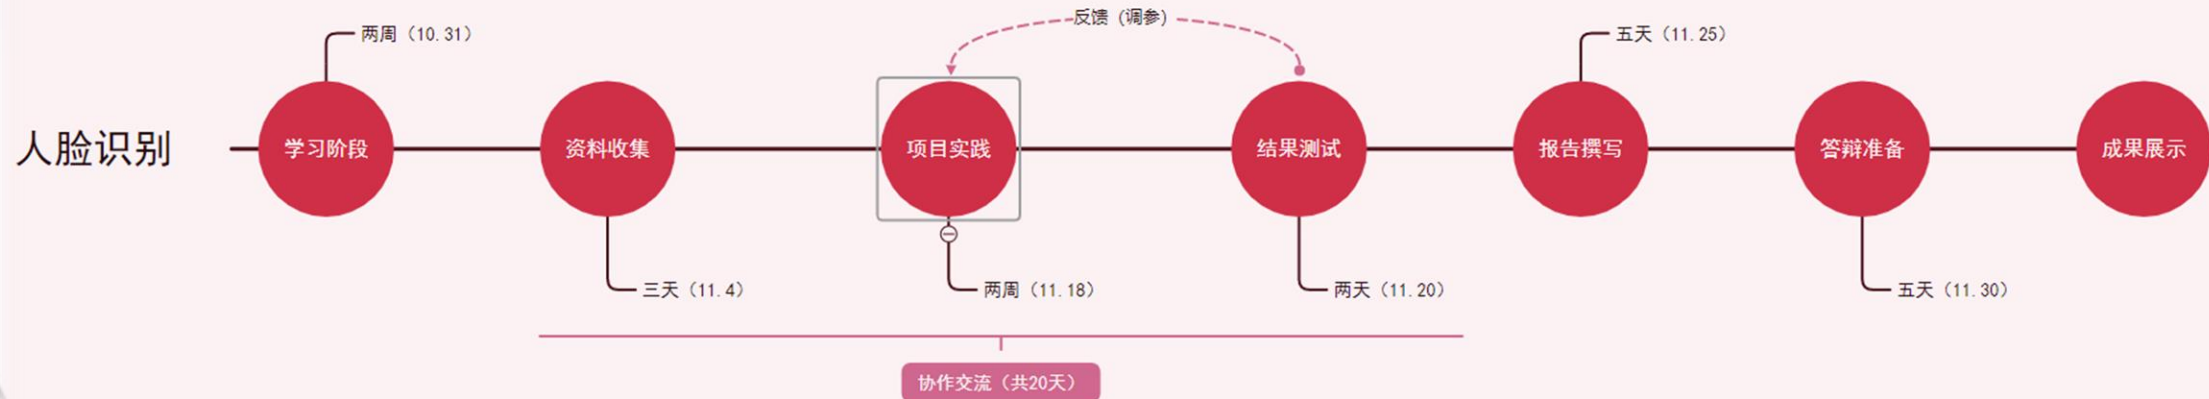 反馈（调参）
两周（10.31）
五天（11.25）
人脸识别
学习阶段
资料收集
项目实践
结果测试
报告撰写
答辩准备
成果展示
三天（11.4）
两周（11.18）
两天（11.20）
五天（11.30）
协作交流（共20天）